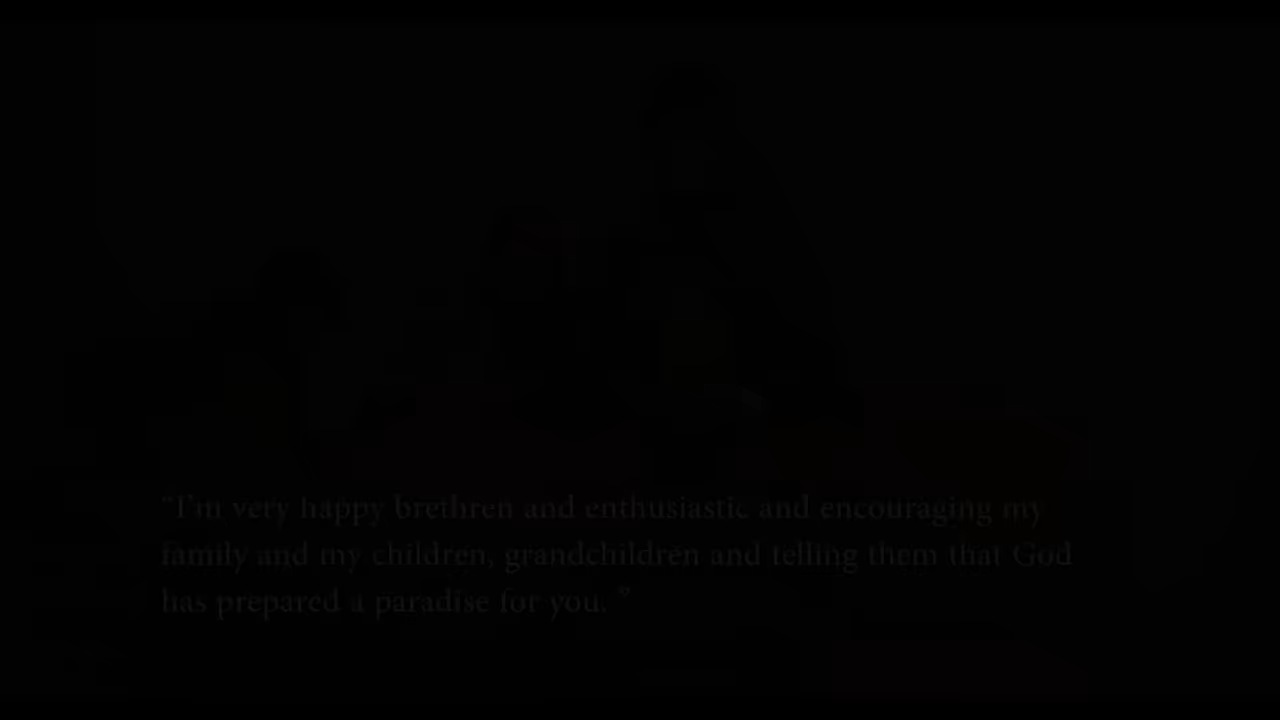 “I'm very happy brethren and enthusiastic and encouraging my
family and my children, grandchildren and telling them that God
has prepared a paradise for you. ”